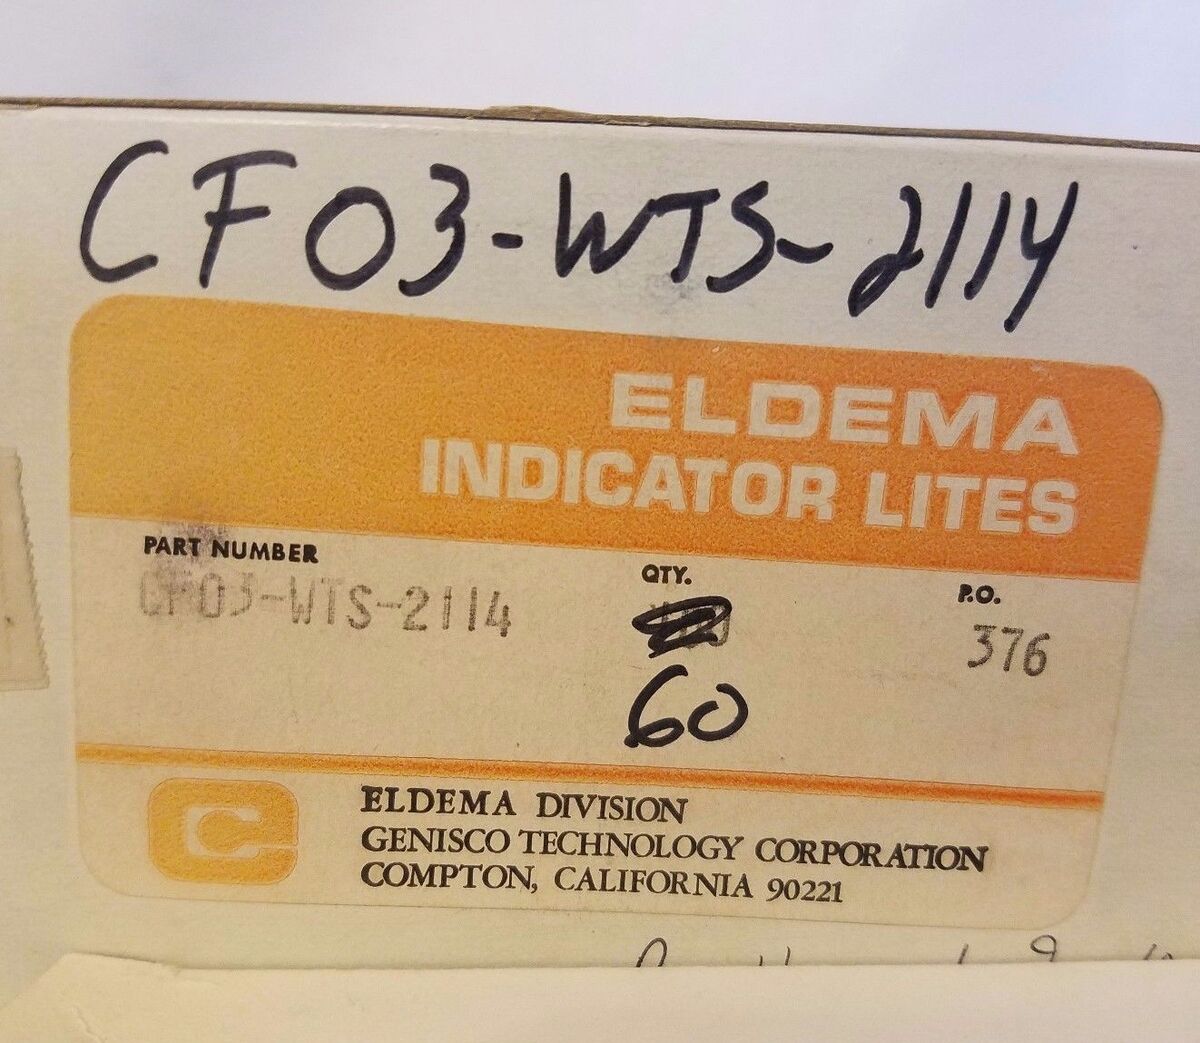 CF03-WTS-2114
ELDEMA
INDICATOR LITES
PART NUMBER QTY. P.O.
CF03-WTS-2114 376
60
ELDEMA DIVISION
GENISCO TECHNOLOGY CORPORATION
COMPTON, CALIFORNIA 90221